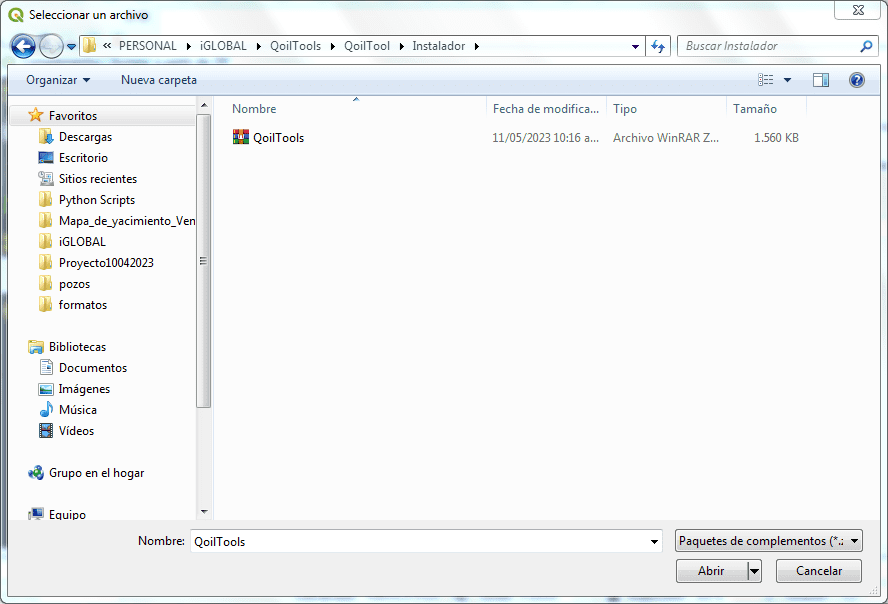 Seleccionar un archivo
« PERSONAL ▸ iGLOBAL ▸ QoilTools ▸ QoilTool ▸ Instalador ▸
Buscar Instalador
Organizar
Nueva carpeta
Nombre
Fecha de modifica...
Tipo
Tamaño
QoilTools
11/05/2023 10:16 a...
Archivo WinRAR Z...
1.560 KB
Favoritos
Descargas
Escritorio
Sitios recientes
Python Scripts
Mapa_de_yacimiento_Ven
iGLOBAL
Proyecto10042023
pozos
formatos
Bibliotecas
Documentos
Imágenes
Música
Vídeos
Grupo en el hogar
Equipo
Nombre:
QoilTools
Paquetes de complementos (*.z
Abrir
Cancelar